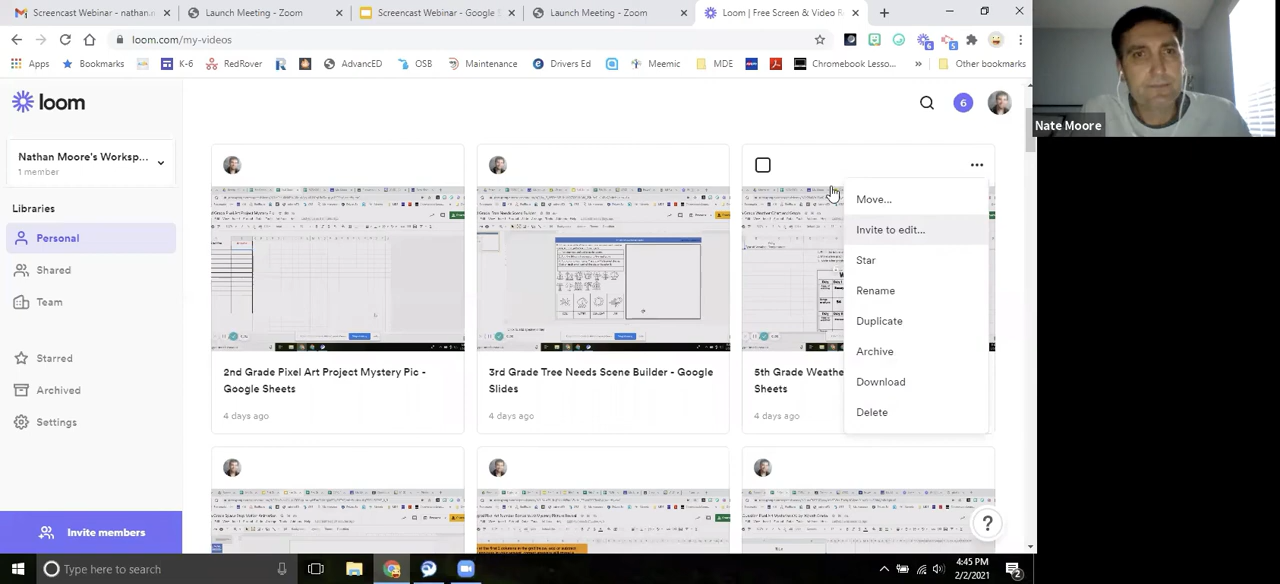 Screencast Webinar - nathan.m
Launch Meeting - Zoom
Screencast Webinar - Google S
Launch Meeting - Zoom
Loom | Free Screen & Video R
loom.com/my-videos
Apps
Bookmarks
K-6
RedRover
AdvancED
OSB
Maintenance
Drivers Ed
Meemic
MDE
Chromebook Lesso...
Other bookmarks
loom
6
Nathan Moore's Worksp...
1 member
Libraries
Personal
Shared
Team
Starred
Archived
Settings
Invite members
2nd Grade Pixel Art Project Mystery Pic -
Google Sheets
4 days ago
3rd Grade Tree Needs Scene Builder - Google
Slides
4 days ago
5th Grade Weathe
Sheets
4 days ago
Move...
Invite to edit...
Star
Rename
Duplicate
Archive
Download
Delete
?
Nate Moore
Type here to search
4:45 PM
2/2/2021